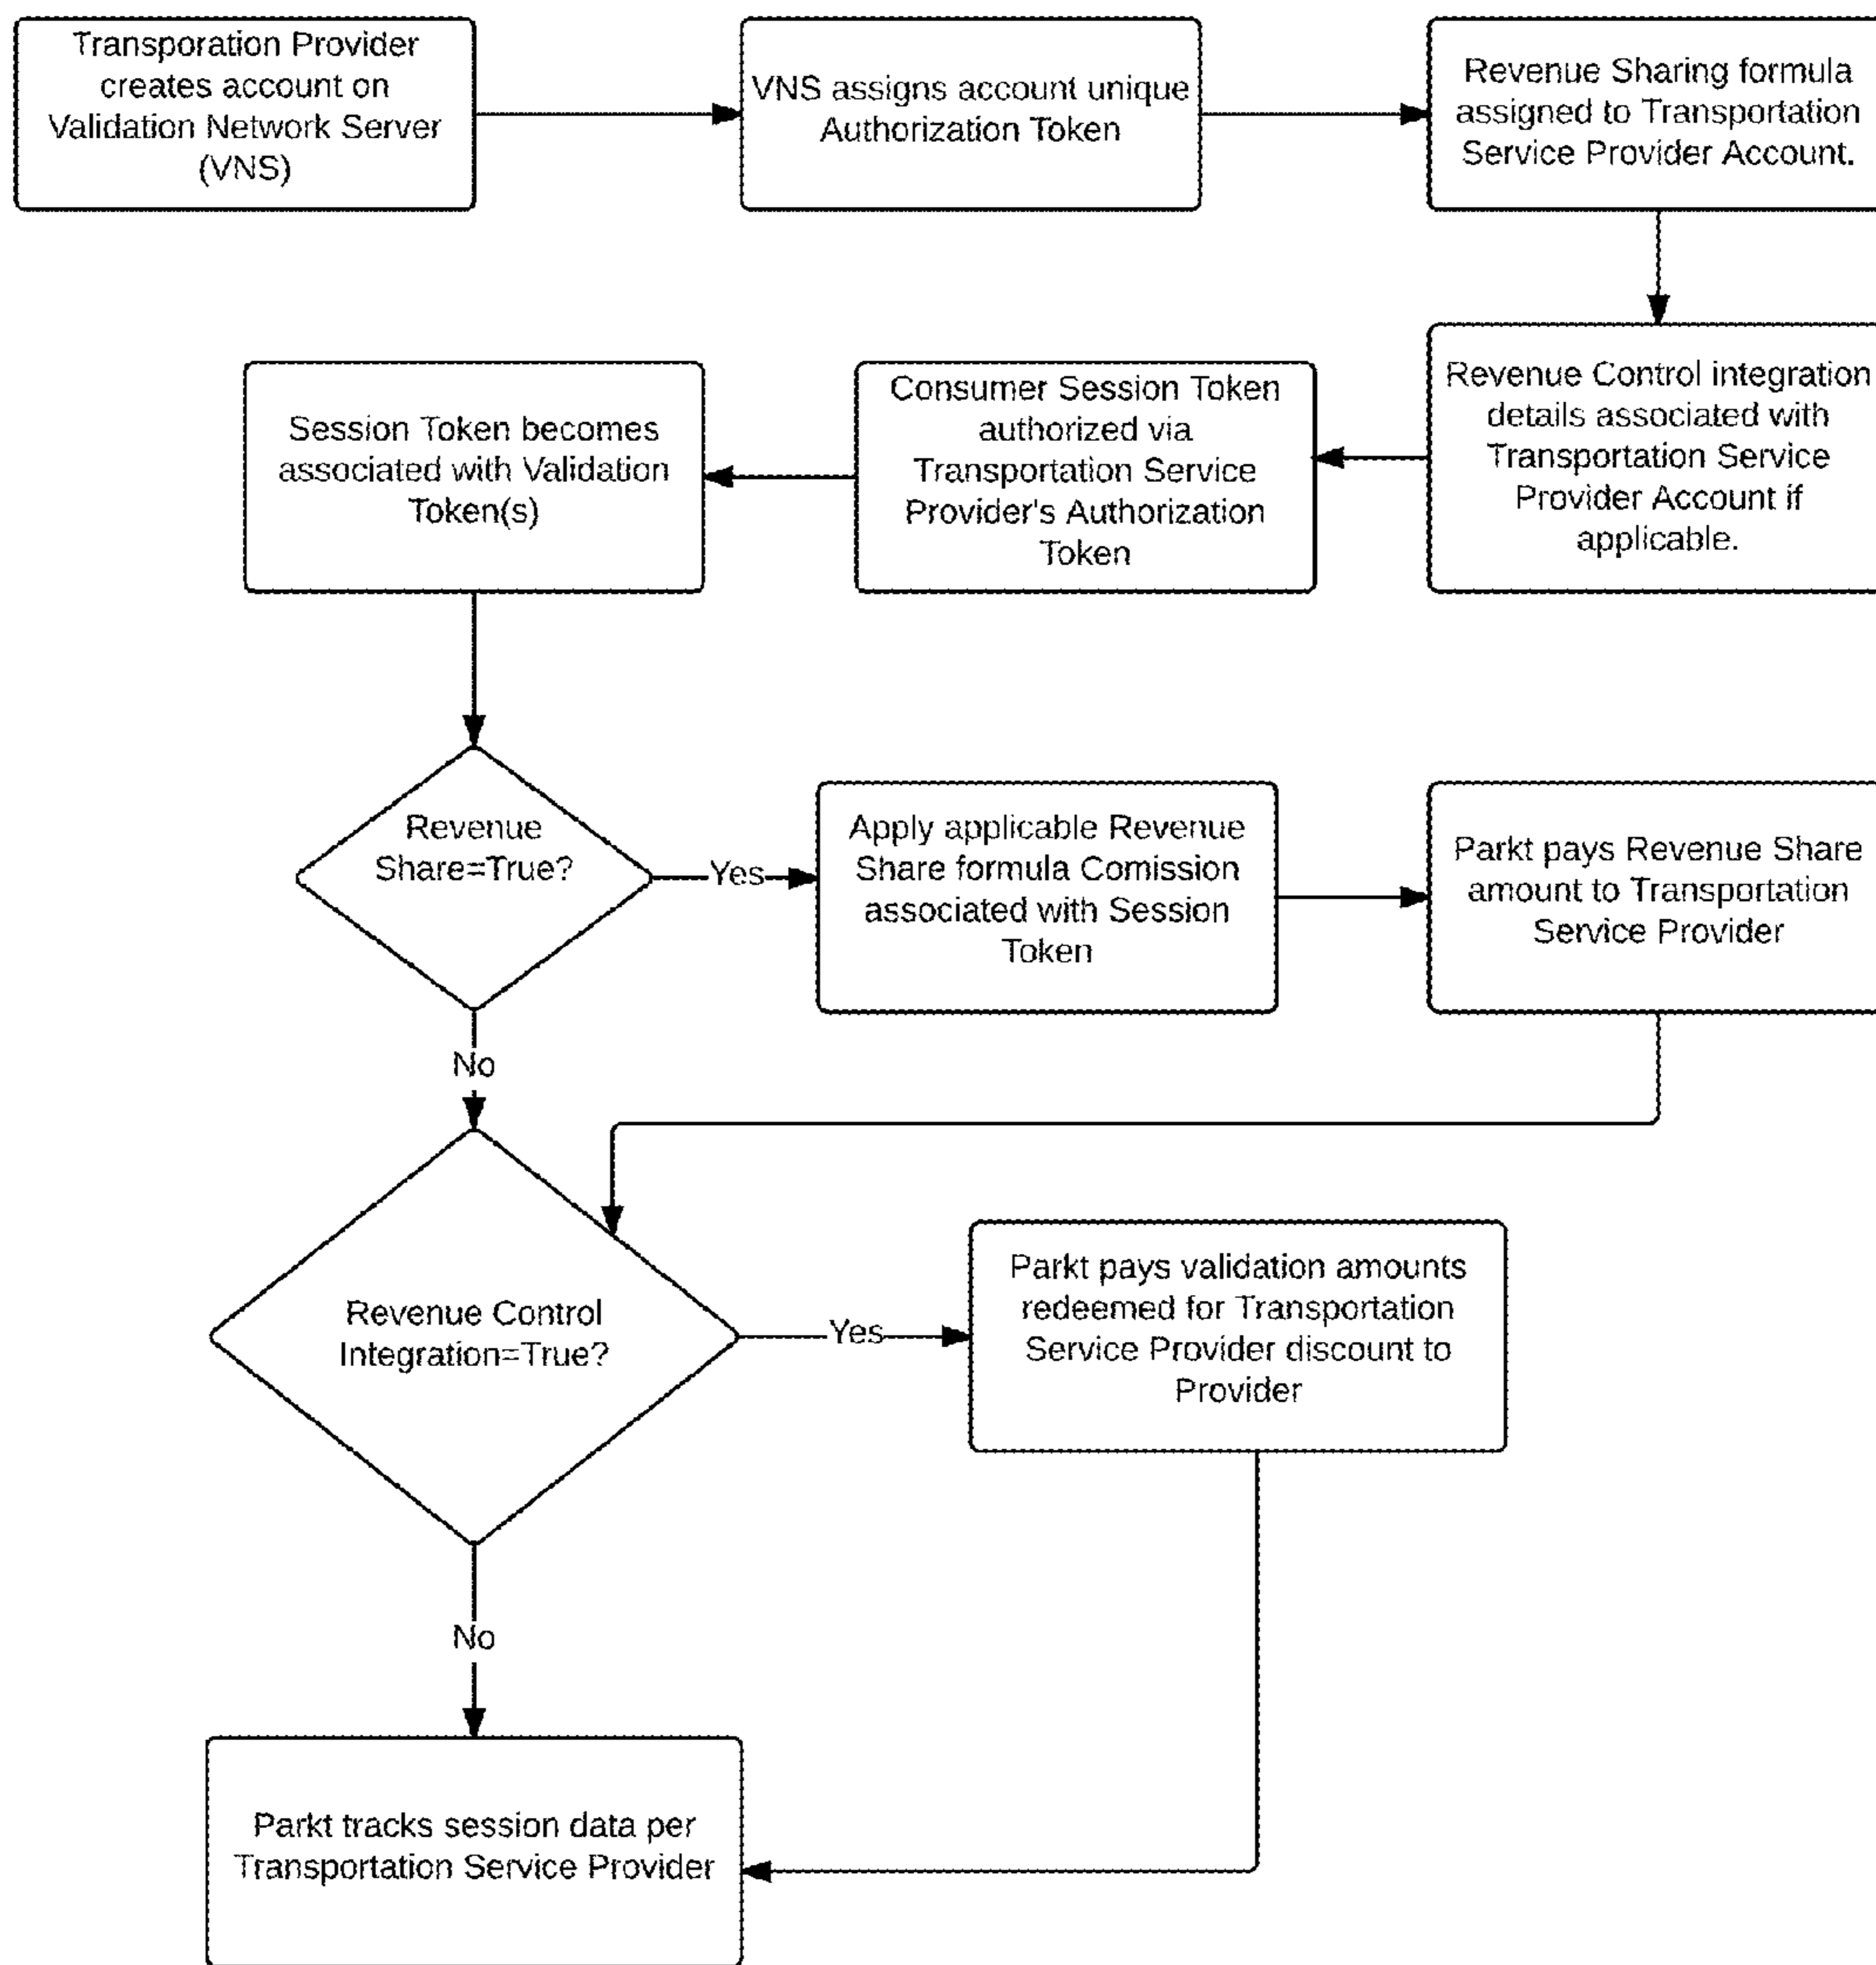 Transporation Provider
creates account on
Validation Network Server
(VNS)
VNS assigns account unique
Authorization Token
Revenue Sharing formula
assigned to Transportation
Service Provider Account.
Revenue Control integration
details associated with
Transportation Service
Provider Account if
applicable.
Consumer Session Token
authorized via
Transportation Service
Provider's Authorization
Token
Session Token becomes
associated with Validation
Token(s)
Revenue
Share=True?
Yes
Apply applicable Revenue
Share formula Comission
associated with Session
Token
Parkt pays Revenue Share
amount to Transportation
Service Provider
No
Revenue Control
Integration=True?
Yes
Parkt pays validation amounts
redeemed for Transportation
Service Provider discount to
Provider
No
Parkt tracks session data per
Transportation Service Provider